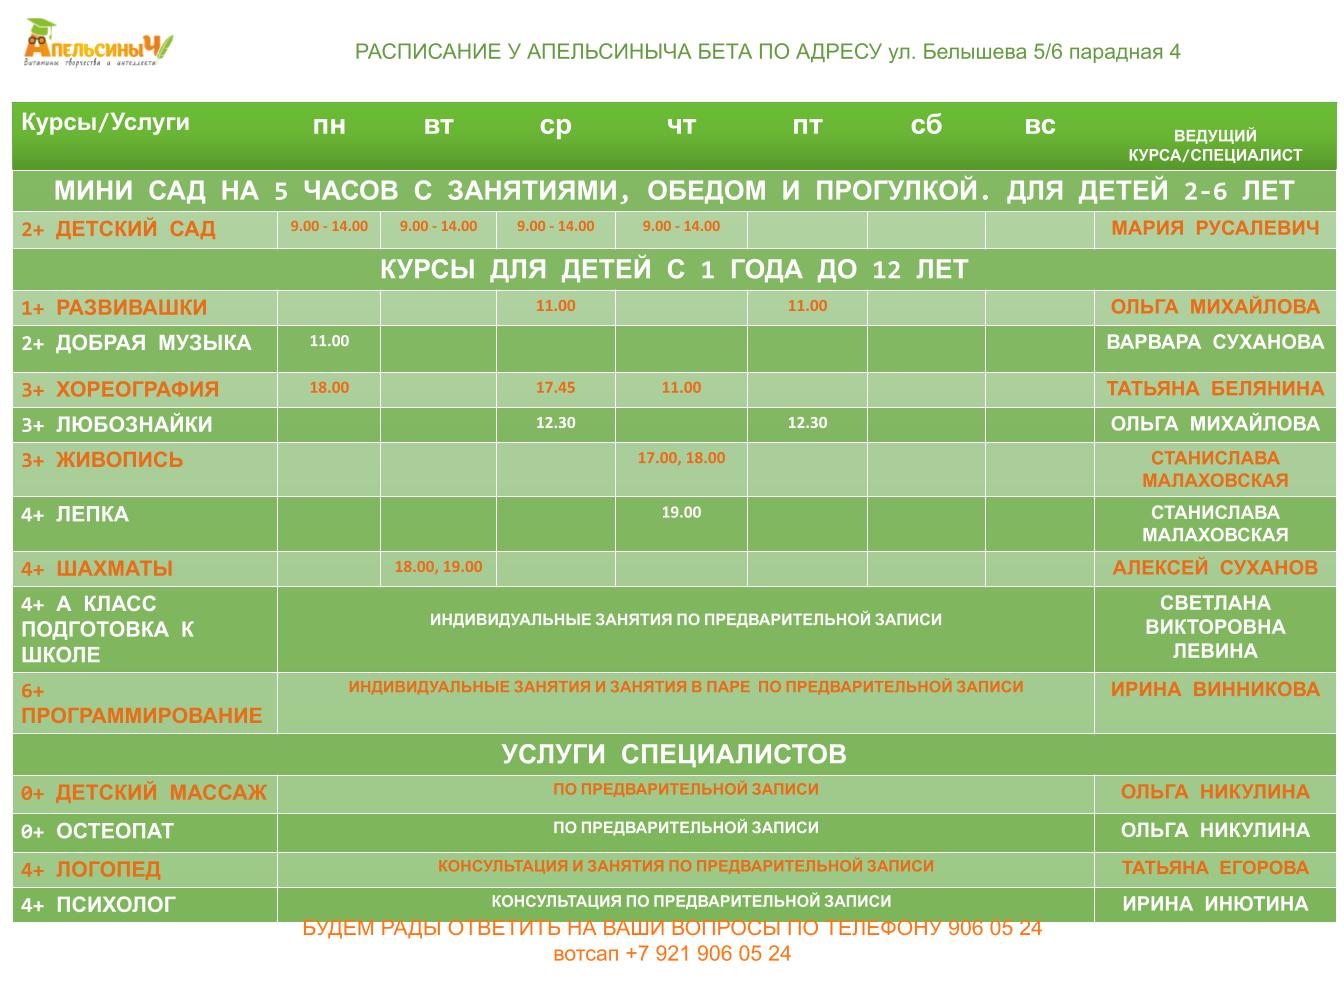 АПЕЛЬСИНЫЧ
Витамины творчества и интеллекта
РАСПИСАНИЕ У АПЕЛЬСИНЫЧА БЕТА ПО АДРЕСУ ул. Белышева 5/6 парадная 4
Курсы/Услуги пн вт ср чт пт сб вс ВЕДУЩИЙ
КУРСА/СПЕЦИАЛИСТ
МИНИ САД НА 5 ЧАСОВ С ЗАНЯТИЯМИ, ОБЕДОМ И ПРОГУЛКОЙ. ДЛЯ ДЕТЕЙ 2-6 ЛЕТ
2+ ДЕТСКИЙ САД 9.00 - 14.00 9.00 - 14.00 9.00 - 14.00 9.00 - 14.00 МАРИЯ РУСАЛЕВИЧ
КУРСЫ ДЛЯ ДЕТЕЙ С 1 ГОДА ДО 12 ЛЕТ
1+ РАЗВИВАШКИ 11.00 11.00 ОЛЬГА МИХАЙЛОВА
2+ ДОБРАЯ МУЗЫКА 11.00 ВАРВАРА СУХАНОВА
3+ ХОРЕОГРАФИЯ 18.00 17.45 11.00 ТАТЬЯНА БЕЛЯНИНА
3+ ЛЮБОЗНАЙКИ 12.30 12.30 ОЛЬГА МИХАЙЛОВА
3+ ЖИВОПИСЬ 17.00, 18.00 СТАНИСЛАВА
МАЛАХОВСКАЯ
4+ ЛЕПКА 19.00 СТАНИСЛАВА
МАЛАХОВСКАЯ
4+ ШАХМАТЫ 18.00, 19.00 АЛЕКСЕЙ СУХАНОВ
4+ А КЛАСС
ПОДГОТОВКА К
ШКОЛЕ
ИНДИВИДУАЛЬНЫЕ ЗАНЯТИЯ ПО ПРЕДВАРИТЕЛЬНОЙ ЗАПИСИ
СВЕТЛАНА
ВИКТОРОВНА
ЛЕВИНА
6+
ПРОГРАММИРОВАНИЕ
ИНДИВИДУАЛЬНЫЕ ЗАНЯТИЯ И ЗАНЯТИЯ В ПАРЕ ПО ПРЕДВАРИТЕЛЬНОЙ ЗАПИСИ
ИРИНА ВИННИКОВА
УСЛУГИ СПЕЦИАЛИСТОВ
0+ ДЕТСКИЙ МАССАЖ ПО ПРЕДВАРИТЕЛЬНОЙ ЗАПИСИ ОЛЬГА НИКУЛИНА
0+ ОСТЕОПАТ ПО ПРЕДВАРИТЕЛЬНОЙ ЗАПИСИ ОЛЬГА НИКУЛИНА
4+ ЛОГОПЕД КОНСУЛЬТАЦИЯ И ЗАНЯТИЯ ПО ПРЕДВАРИТЕЛЬНОЙ ЗАПИСИ ТАТЬЯНА ЕГОРОВА
4+ ПСИХОЛОГ КОНСУЛЬТАЦИЯ ПО ПРЕДВАРИТЕЛЬНОЙ ЗАПИСИ ИРИНА ИНЮТИНА
БУДЕМ РАДЫ ОТВЕТИТЬ НА ВАШИ ВОПРОСЫ ПО ТЕЛЕФОНУ 906 05 24
вотсап +7 921 906 05 24